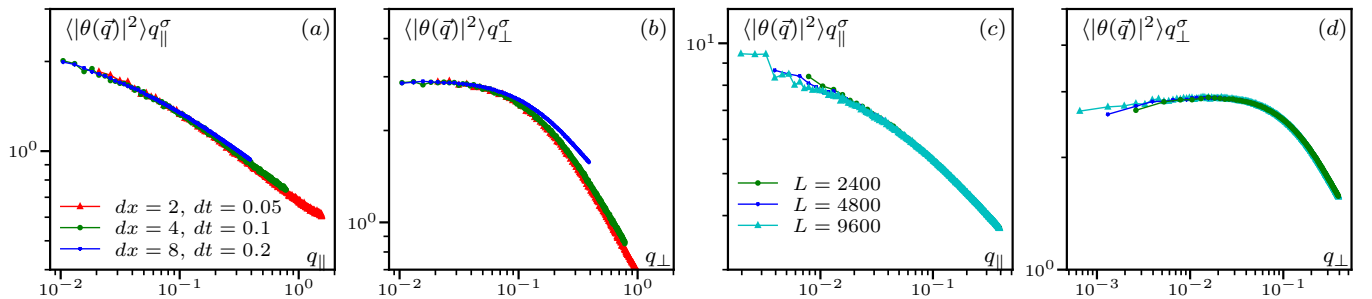 ⟨|θ(q⃗)|²⟩q∥^σ (a)
10⁰
dx = 2, dt = 0.05
dx = 4, dt = 0.1
dx = 8, dt = 0.2
q∥
10⁻² 10⁻¹ 10⁰
⟨|θ(q⃗)|²⟩q⊥^σ (b)
10⁰
q⊥
10⁻² 10⁻¹ 10⁰
⟨|θ(q⃗)|²⟩q∥^σ (c)
10¹
L = 2400
L = 4800
L = 9600
q∥
10⁻² 10⁻¹
⟨|θ(q⃗)|²⟩q⊥^σ (d)
10⁰
q⊥
10⁻³ 10⁻² 10⁻¹